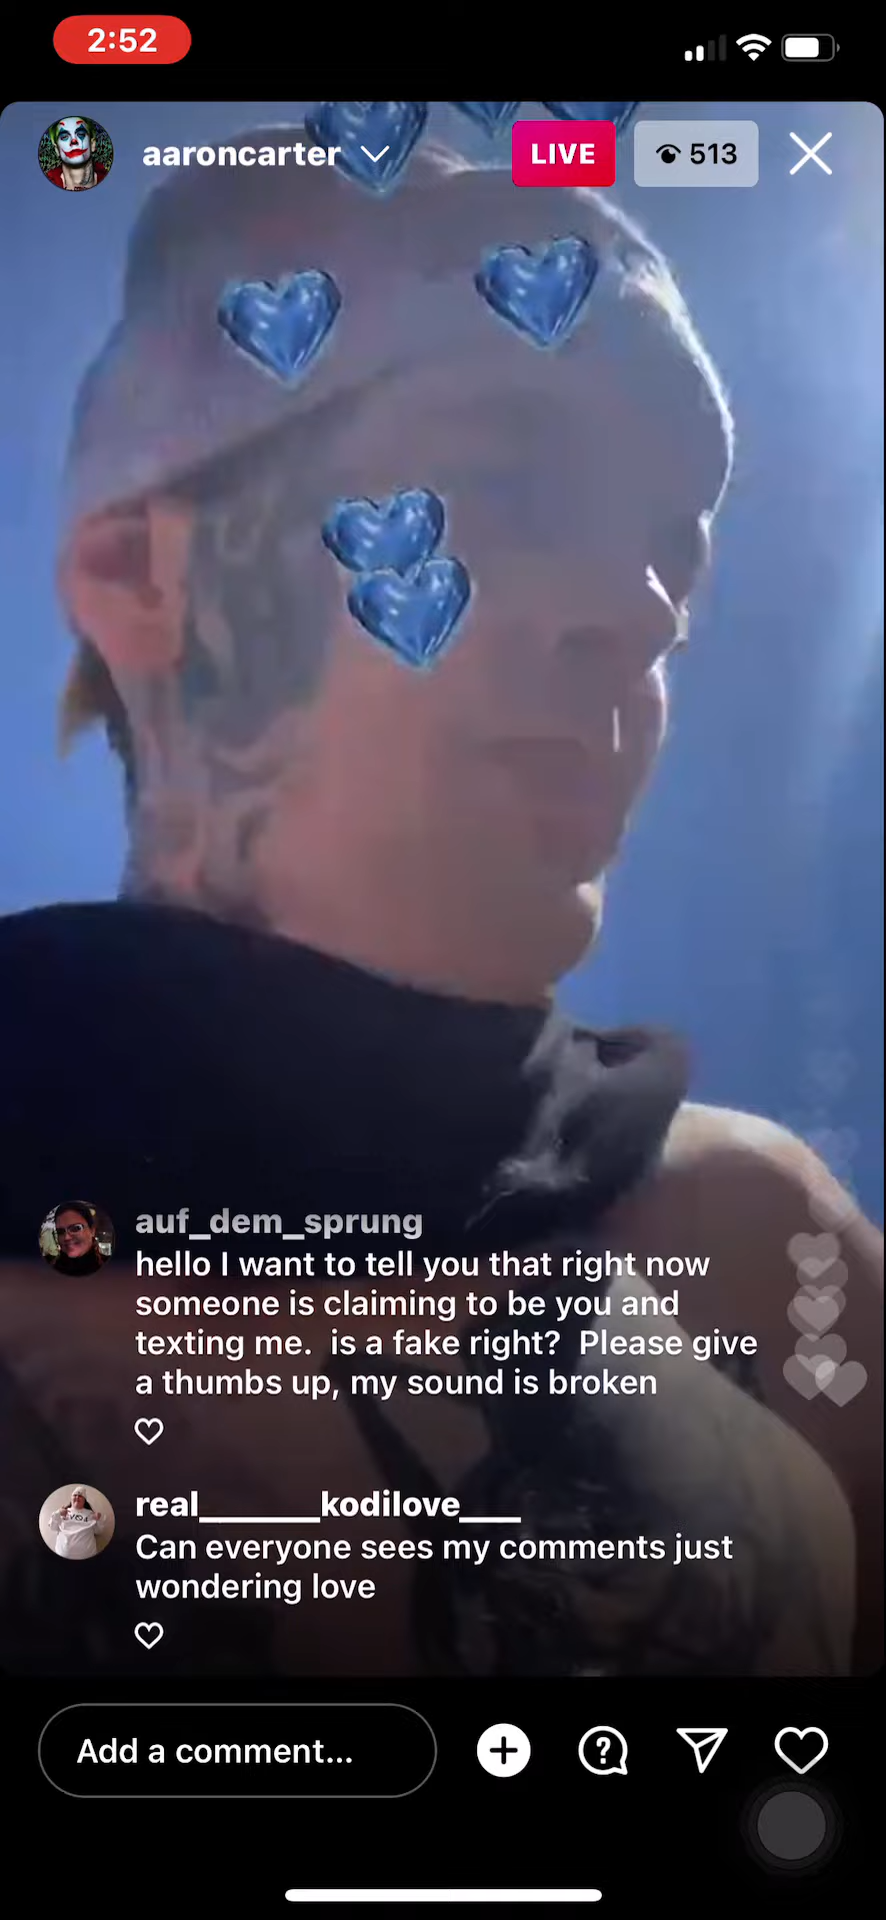 2:52
aaroncarter
LIVE
513
auf_dem_sprung
hello I want to tell you that right now
someone is claiming to be you and
texting me.  is a fake right?  Please give
a thumbs up, my sound is broken
real______kodilove___
Can everyone sees my comments just
wondering love
Add a comment...